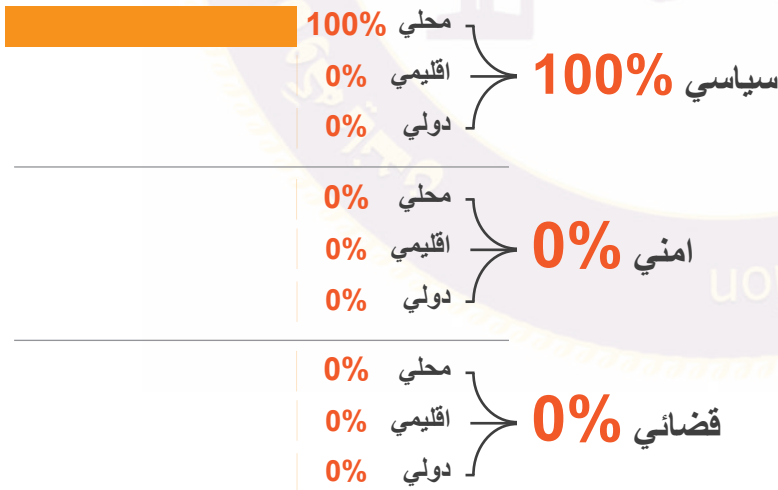 سياسي 100%
محلي 100%
اقليمي 0%
دولي 0%
امني 0%
محلي 0%
اقليمي 0%
دولي 0%
قضائي 0%
محلي 0%
اقليمي 0%
دولي 0%